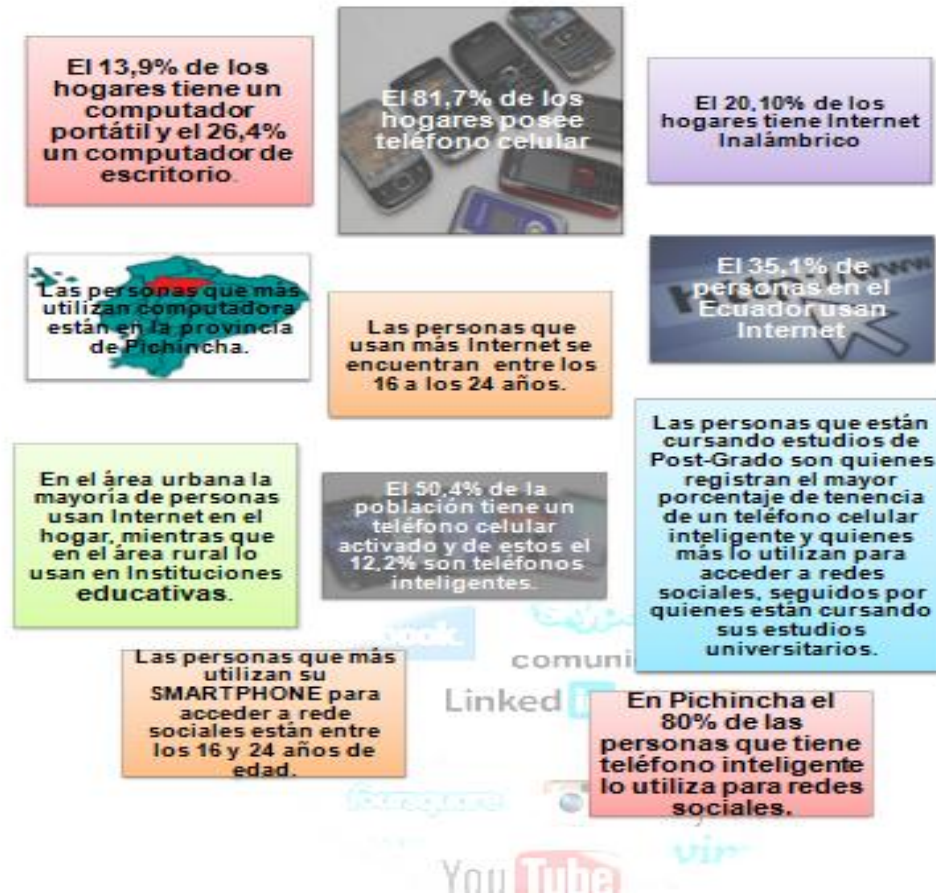 El 13,9% de los
hogares tiene un
computador
portátil y el 26,4%
un computador de
escritorio.
El 81,7% de los
hogares posee
teléfono celular
El 20,10% de los
hogares tiene Internet
Inalámbrico
Las personas que más
utilizan computadora
están en la provincia
de Pichincha.
Las personas que
usan más Internet se
encuentran entre los
16 a los 24 años.
El 35.1% de
personas en el
Ecuador usan
Internet
En el área urbana la
mayoría de personas
usan Internet en el
hogar, mientras que
en el área rural lo
usan en Instituciones
educativas.
El 50,4% de la
población tiene un
teléfono celular
activado y de estos el
12,2% son teléfonos
inteligentes.
Las personas que están
cursando estudios de
Post-Grado son quienes
registran el mayor
porcentaje de tenencia
de un teléfono celular
inteligente y quienes
más lo utilizan para
acceder a redes
sociales, seguidos por
quienes están cursando
sus estudios
universitarios.
Las personas que más
utilizan su
SMARTPHONE para
acceder a rede
sociales están entre
los 16 y 24 años de
edad.
En Pichincha el
80% de las
personas que tiene
teléfono inteligente
lo utiliza para redes
sociales.
comuni
Linked in
foursquare
You Tube